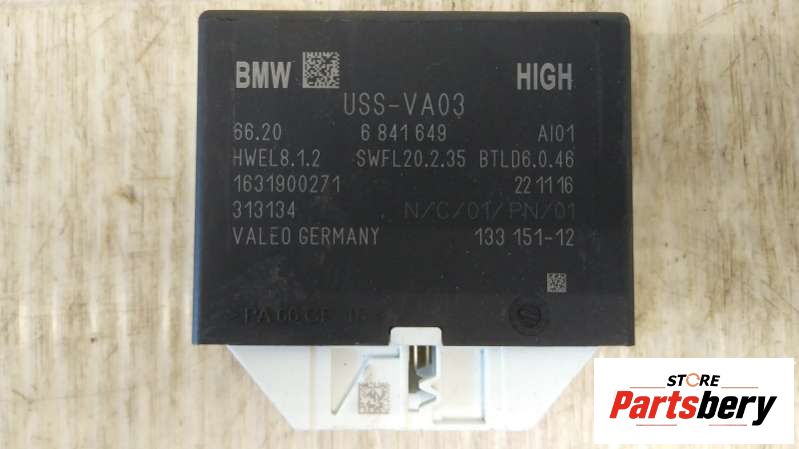 BMW HIGH
USS-VA03
66.20 6 841 649 AI01
HWEL8.1.2 SWFL20.2.35 BTLD6.0.46
1631900271 22 11 16
313134 N/C/01/PN/01
VALEO GERMANY 133 151-12
STORE
Partsbery